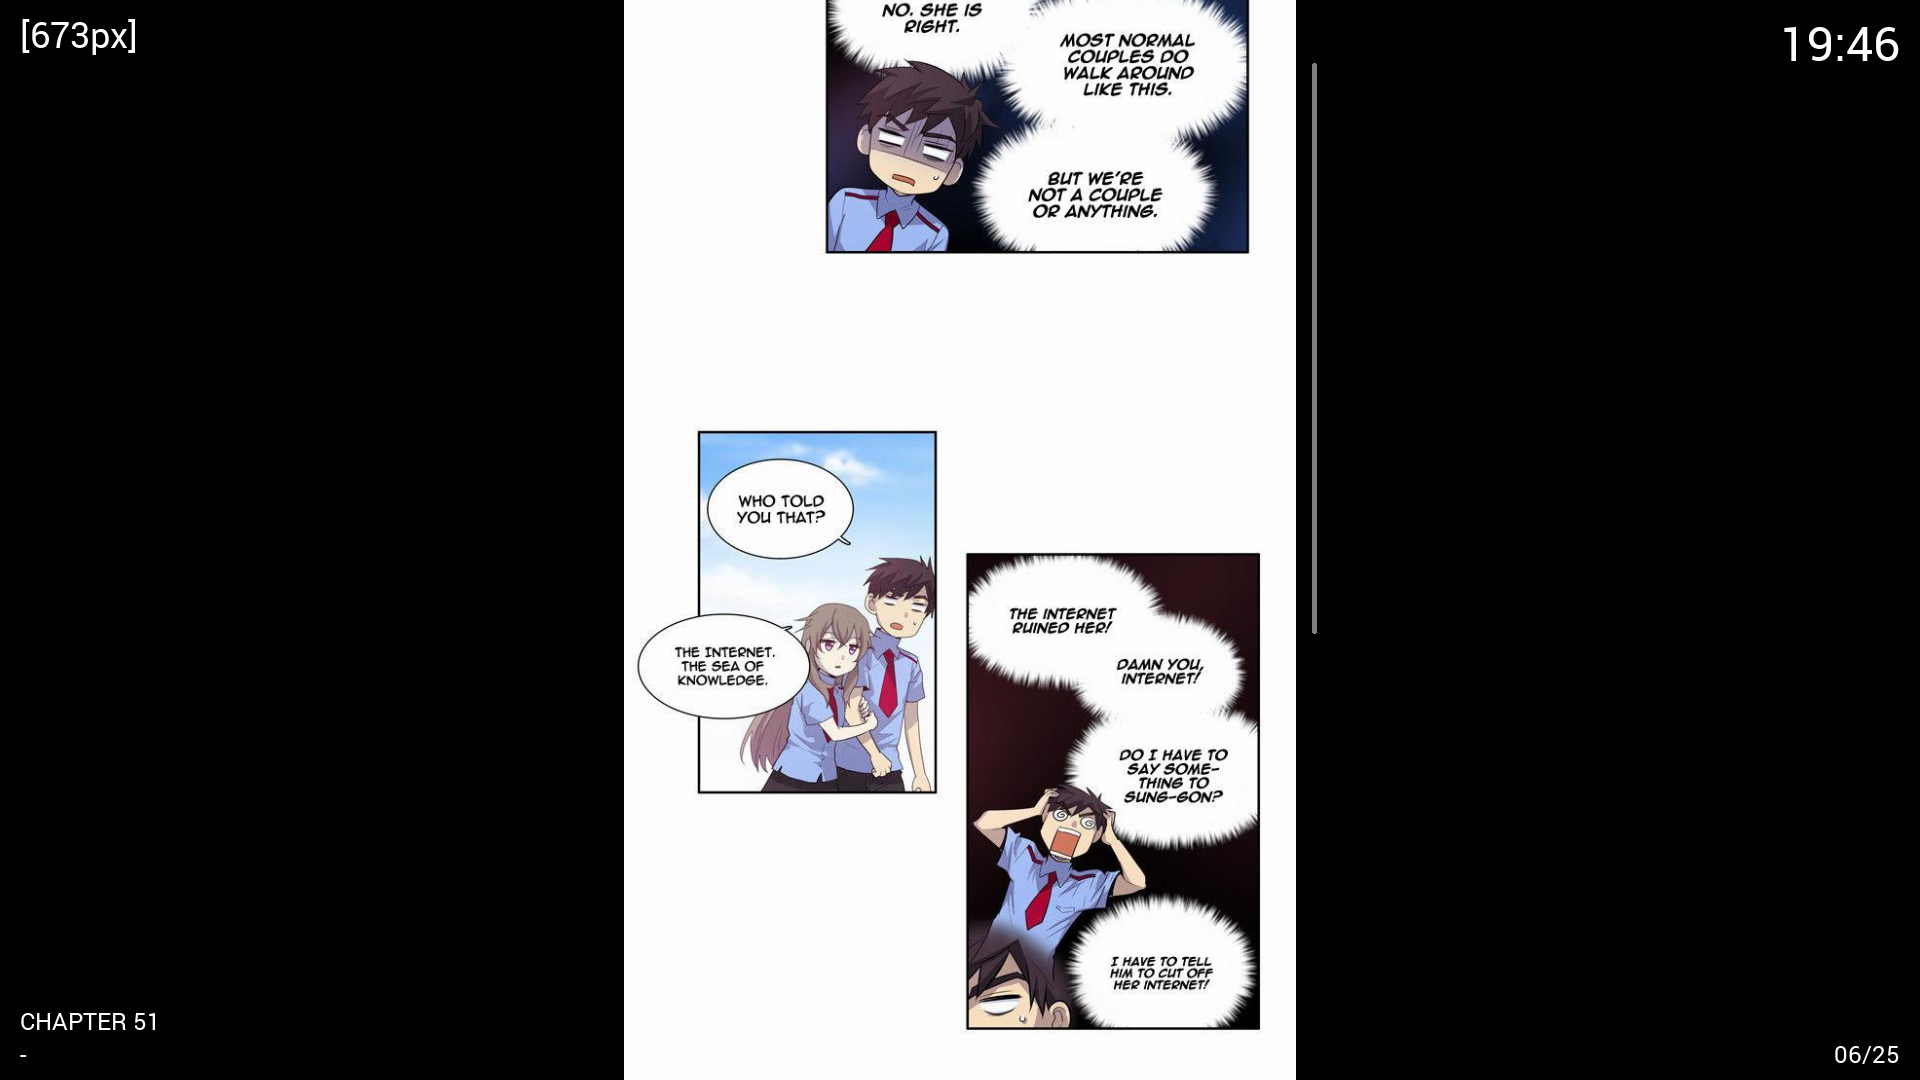 [673px]
19:46
NO. SHE IS
RIGHT.
MOST NORMAL
COUPLES DO
WALK AROUND
LIKE THIS.
BUT WE'RE
NOT A COUPLE
OR ANYTHING.
WHO TOLD
YOU THAT?
THE INTERNET.
THE SEA OF
KNOWLEDGE.
THE INTERNET
RUINED HER!
DAMN YOU,
INTERNET!
DO I HAVE TO
SAY SOME-
THING TO
SUNG-GON?
I HAVE TO TELL
HIM TO CUT OFF
HER INTERNET!
CHAPTER 51
-
06/25